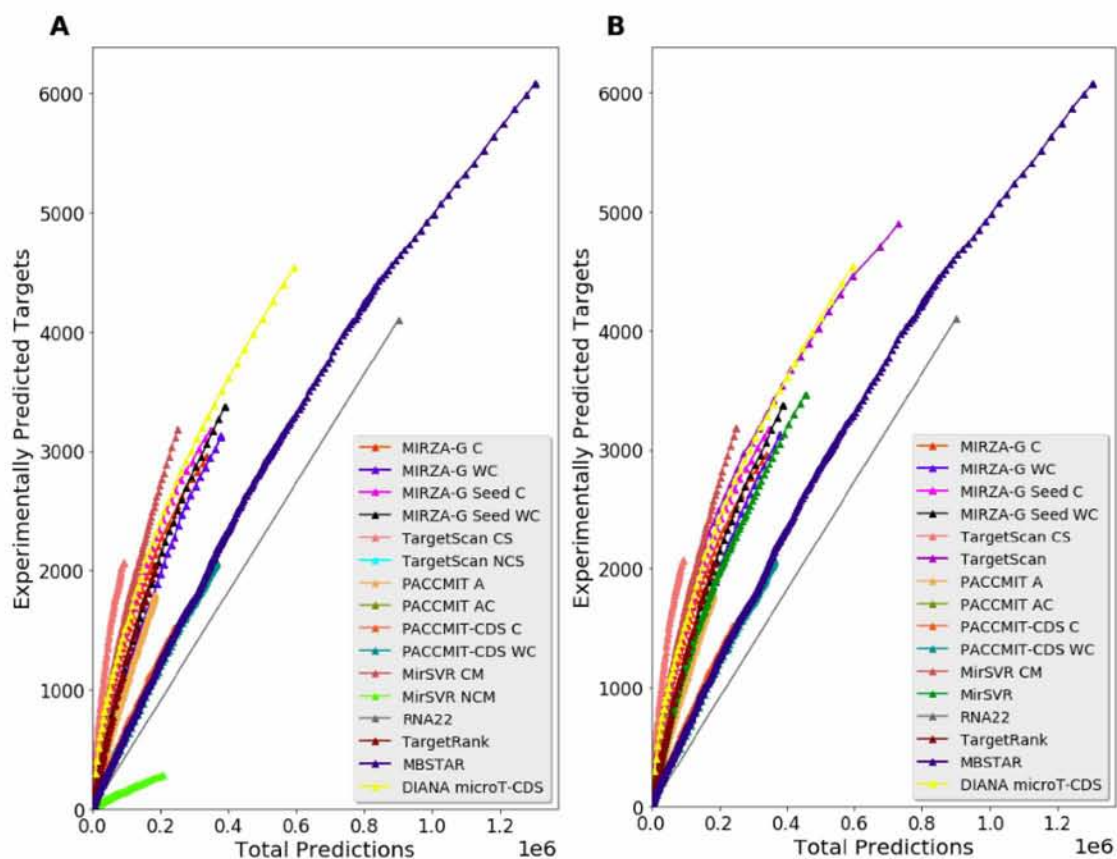 A
Experimentally Predicted Targets
6000
5000
4000
3000
2000
1000
0
0.0 0.2 0.4 0.6 0.8 1.0 1.2
1e6
Total Predictions
MIRZA-G C
MIRZA-G WC
MIRZA-G Seed C
MIRZA-G Seed WC
TargetScan CS
TargetScan NCS
PACCMIT A
PACCMIT AC
PACCMIT-CDS C
PACCMIT-CDS WC
MirSVR CM
MirSVR NCM
RNA22
TargetRank
MBSTAR
DIANA microT-CDS
B
Experimentally Predicted Targets
6000
5000
4000
3000
2000
1000
0
0.0 0.2 0.4 0.6 0.8 1.0 1.2
1e6
Total Predictions
MIRZA-G C
MIRZA-G WC
MIRZA-G Seed C
MIRZA-G Seed WC
TargetScan CS
TargetScan
PACCMIT A
PACCMIT AC
PACCMIT-CDS C
PACCMIT-CDS WC
MirSVR CM
MirSVR
RNA22
TargetRank
MBSTAR
DIANA microT-CDS